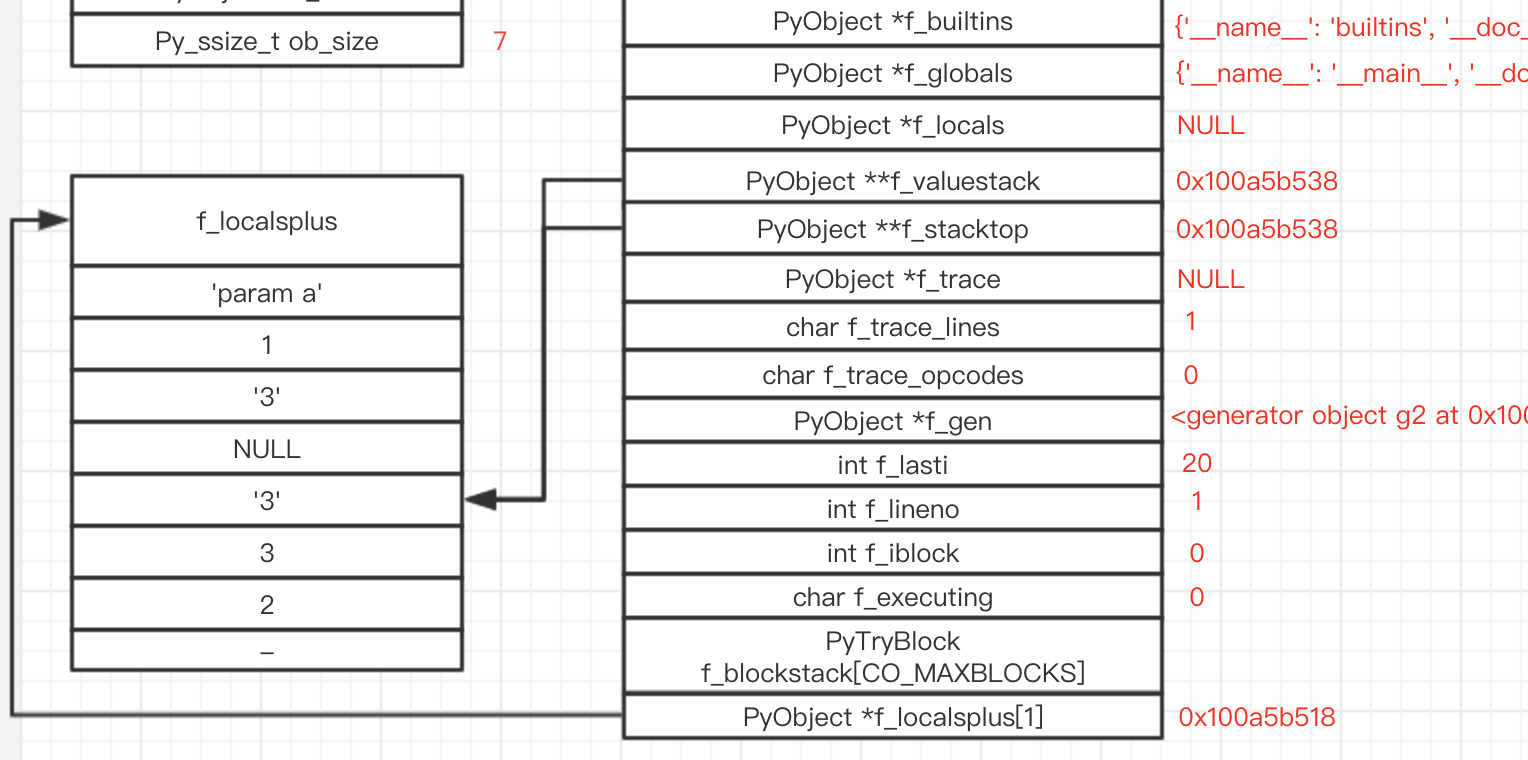 Py_ssize_t ob_size
7
f_localsplus
'param a'
1
'3'
NULL
'3'
3
2
–
PyObject *f_builtins
{'__name__': 'builtins', '__doc_
PyObject *f_globals
{'__name__': '__main__', '__do
PyObject *f_locals
NULL
PyObject **f_valuestack
0x100a5b538
PyObject **f_stacktop
0x100a5b538
PyObject *f_trace
NULL
char f_trace_lines
1
char f_trace_opcodes
0
PyObject *f_gen
<generator object g2 at 0x100
int f_lasti
20
int f_lineno
1
int f_iblock
0
char f_executing
0
PyTryBlock
f_blockstack[CO_MAXBLOCKS]
PyObject *f_localsplus[1]
0x100a5b518